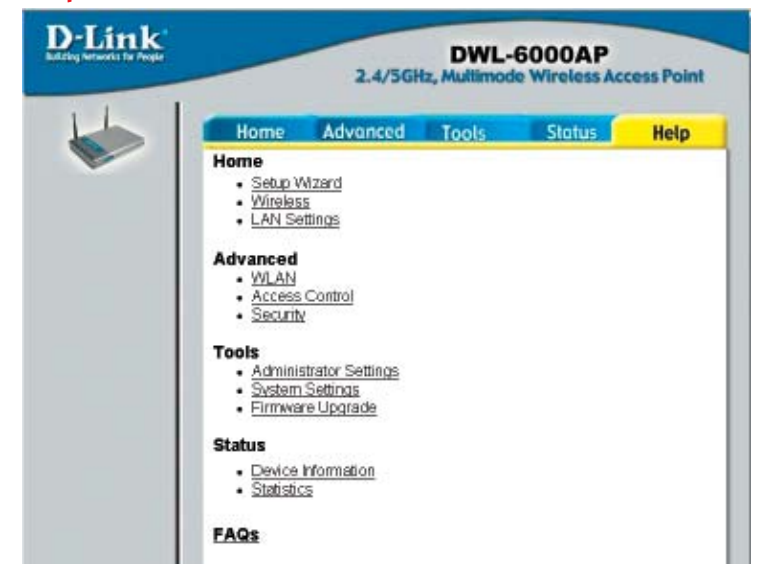 D-Link
Building Networks for People
DWL-6000AP
2.4/5GHz, Multimode Wireless Access Point
Home Advanced Tools Status Help
Home
• Setup Wizard
• Wireless
• LAN Settings
Advanced
• WLAN
• Access Control
• Security
Tools
• Administrator Settings
• System Settings
• Firmware Upgrade
Status
• Device Information
• Statistics
FAQs